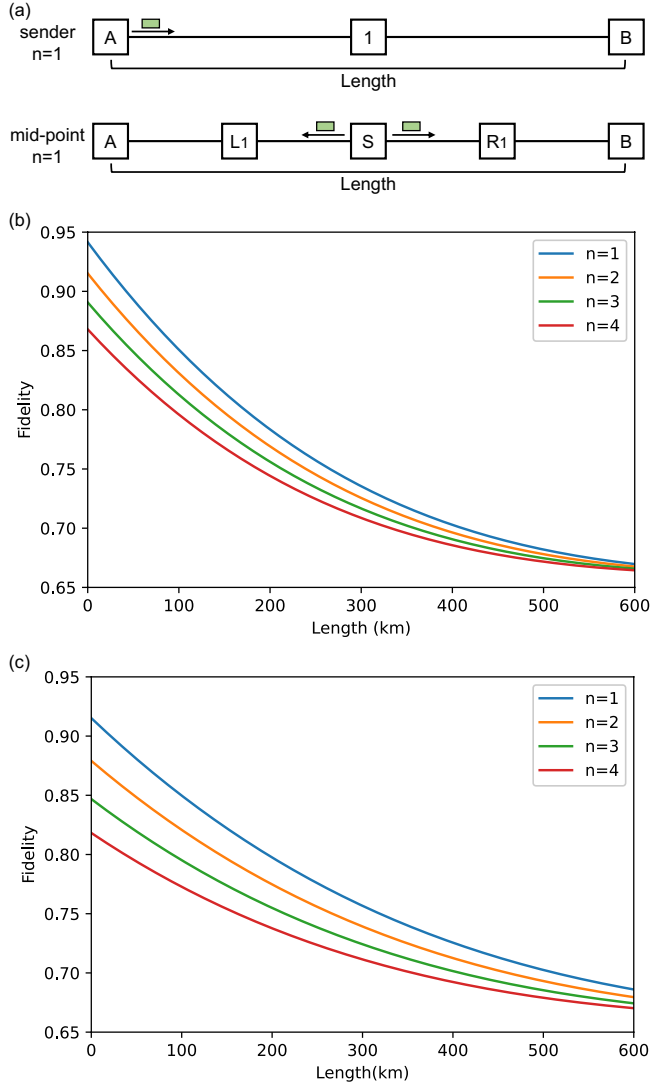 (a)
sender
n=1
A 1 B
Length
mid-point
n=1
A L1 S R1 B
Length
(b)
0.95
0.90
0.85
0.80
0.75
0.70
0.65
Fidelity
n=1
n=2
n=3
n=4
0 100 200 300 400 500 600
Length (km)
(c)
0.95
0.90
0.85
0.80
0.75
0.70
0.65
Fidelity
n=1
n=2
n=3
n=4
0 100 200 300 400 500 600
Length(km)